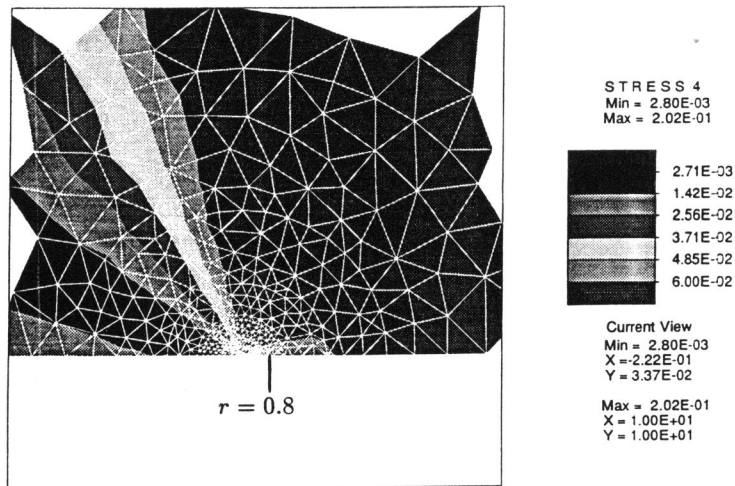 STRESS 4
Min = 2.80E-03
Max = 2.02E-01
2.71E-03
1.42E-02
2.56E-02
3.71E-02
4.85E-02
6.00E-02
Current View
Min = 2.80E-03
X =-2.22E-01
Y = 3.37E-02
Max = 2.02E-01
X = 1.00E+01
Y = 1.00E+01
r = 0.8